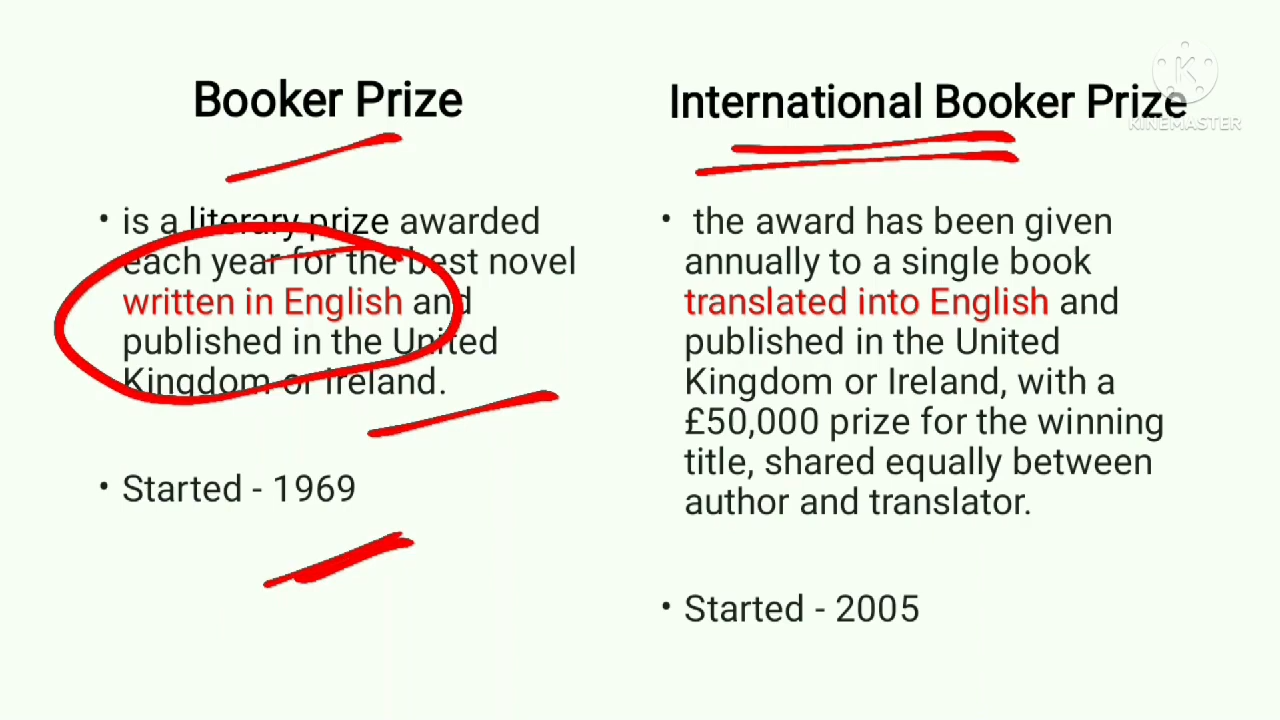 Booker Prize
• is a literary prize awarded
each year for the best novel
written in English and
published in the United
Kingdom or Ireland.
• Started - 1969
International Booker Prize
• the award has been given
annually to a single book
translated into English and
published in the United
Kingdom or Ireland, with a
£50,000 prize for the winning
title, shared equally between
author and translator.
• Started - 2005
K
KINEMASTER